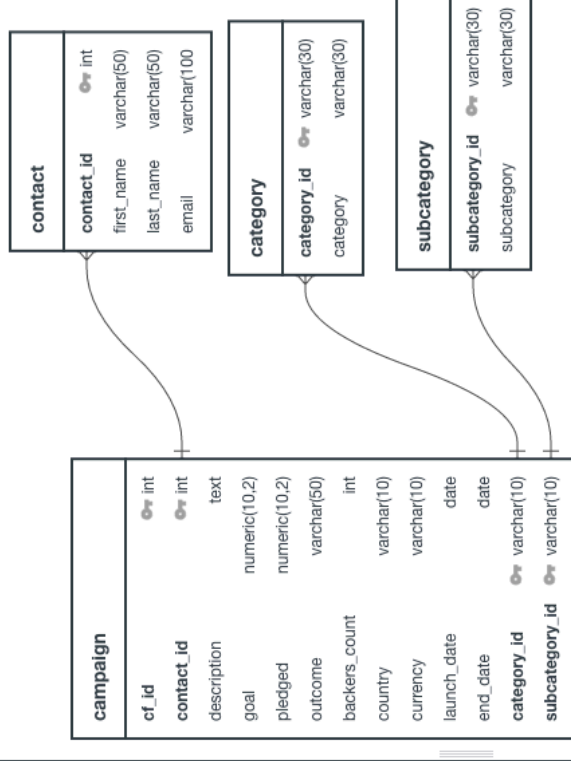 campaign
cf_id int
contact_id int
description text
goal numeric(10,2)
pledged numeric(10,2)
outcome varchar(50)
backers_count int
country varchar(10)
currency varchar(10)
launch_date date
end_date date
category_id varchar(10)
subcategory_id varchar(10)
contact
contact_id int
first_name varchar(50)
last_name varchar(50)
email varchar(100
category
category_id varchar(30)
category varchar(30)
subcategory
subcategory_id varchar(30)
subcategory varchar(30)